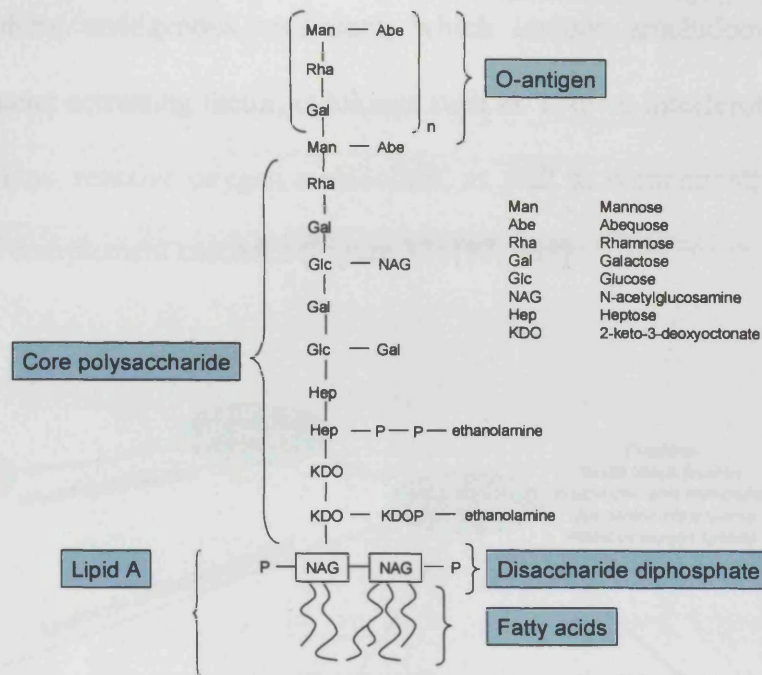 Man — Abe
Rha
O-antigen
Gal
n
Man — Abe
Rha
Gal
Glc — NAG
Gal
Glc — Gal
Hep
Hep — P — P — ethanolamine
KDO
KDO — KDOP — ethanolamine
Core polysaccharide
Man Mannose
Abe Abequose
Rha Rhamnose
Gal Galactose
Glc Glucose
NAG N-acetylglucosamine
Hep Heptose
KDO 2-keto-3-deoxyoctonate
Lipid A
P — NAG — NAG — P
Disaccharide diphosphate
Fatty acids